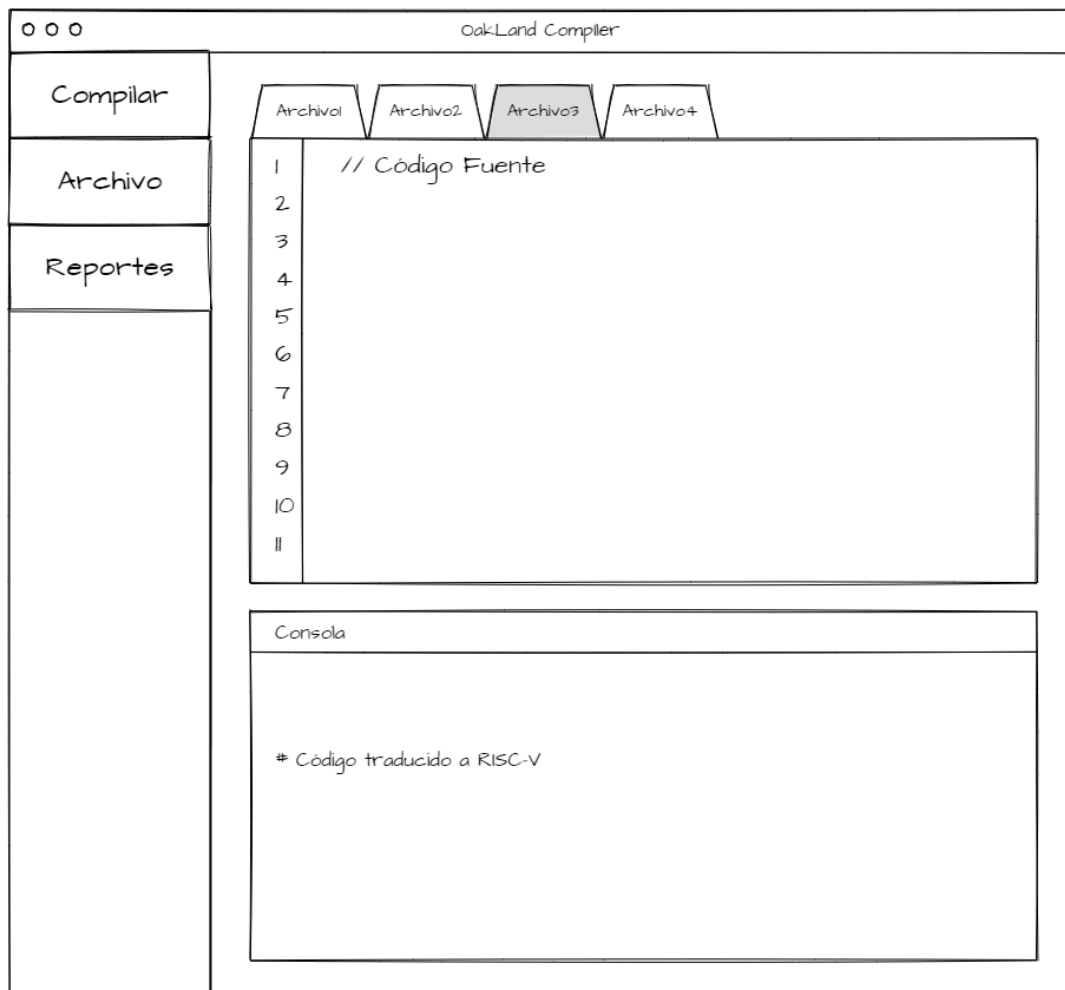 OakLand Compiler
Compilar
Archivo
Reportes
Archivo1 Archivo2 Archivo3 Archivo4
1 // Código Fuente
2
3
4
5
6
7
8
9
10
11
Consola
# Código traducido a RISC-V